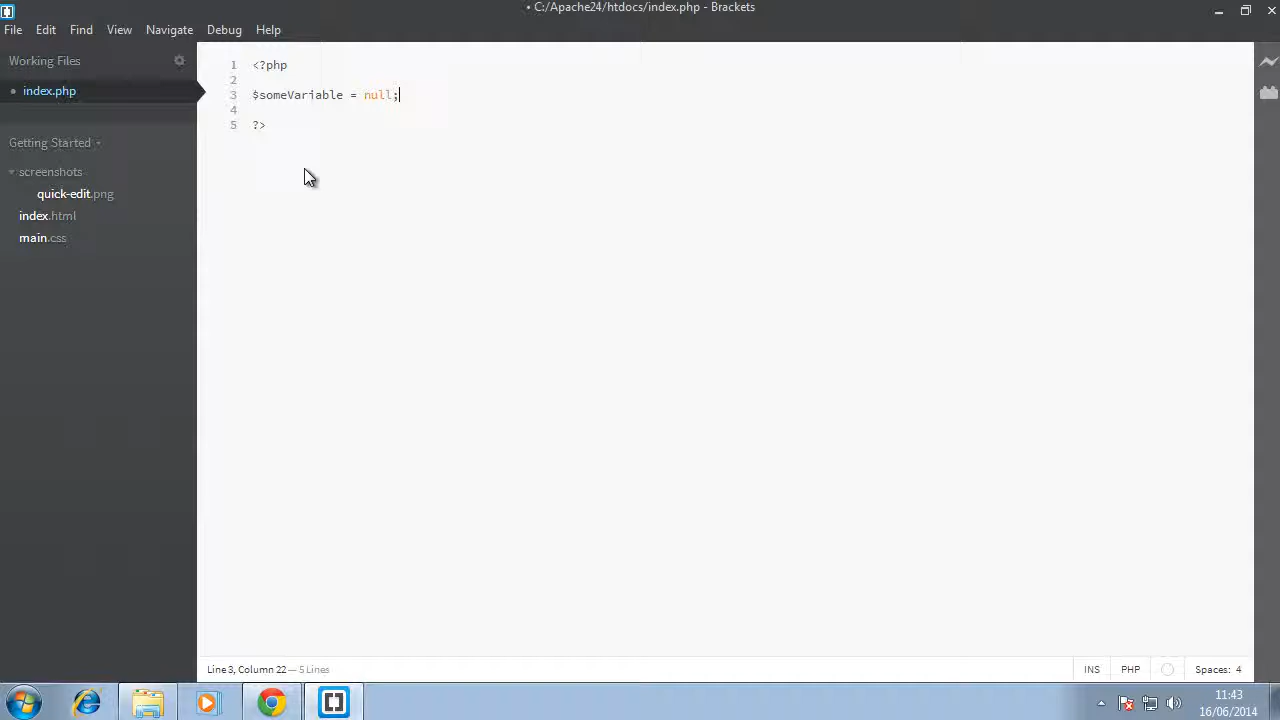 • C:/Apache24/htdocs/index.php - Brackets
File Edit Find View Navigate Debug Help
Working Files
• index.php
Getting Started
screenshots
quick-edit.png
index.html
main.css
1 <?php
2
3 $someVariable = null;
4
5 ?>
Line 3, Column 22 — 5 Lines
INS PHP Spaces: 4
11:43
16/06/2014